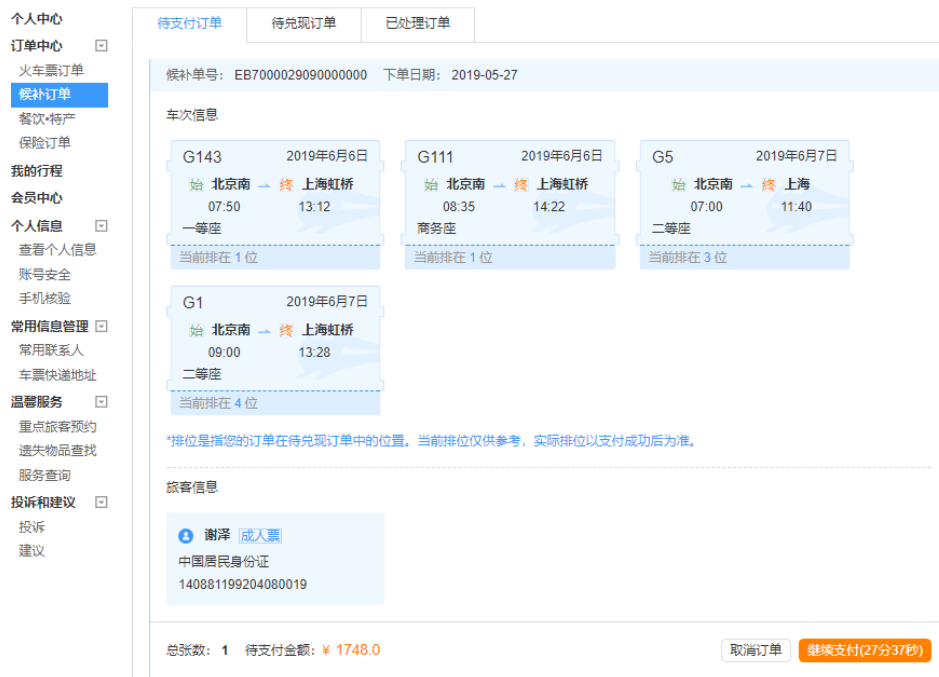 个人中心
订单中心
火车票订单
候补订单
餐饮•特产
保险订单
我的行程
会员中心
个人信息
查看个人信息
账号安全
手机核验
常用信息管理
常用联系人
车票快递地址
温馨服务
重点旅客预约
遗失物品查找
服务查询
投诉和建议
投诉
建议
待支付订单 待兑现订单 已处理订单
候补单号： EB7000029090000000 下单日期： 2019-05-27
车次信息
G143 2019年6月6日
始 北京南 终 上海虹桥
07:50 13:12
一等座
当前排在 1 位
G111 2019年6月6日
始 北京南 终 上海虹桥
08:35 14:22
商务座
当前排在 1 位
G5 2019年6月7日
始 北京南 终 上海
07:00 11:40
二等座
当前排在 3 位
G1 2019年6月7日
始 北京南 终 上海虹桥
09:00 13:28
二等座
当前排在 4 位
*排位是指您的订单在待兑现订单中的位置。当前排位仅供参考，实际排位以支付成功后为准。
旅客信息
谢泽 成人票
中国居民身份证
140881199204080019
总张数： 1 待支付金额：¥ 1748.0 取消订单 继续支付(27分37秒)